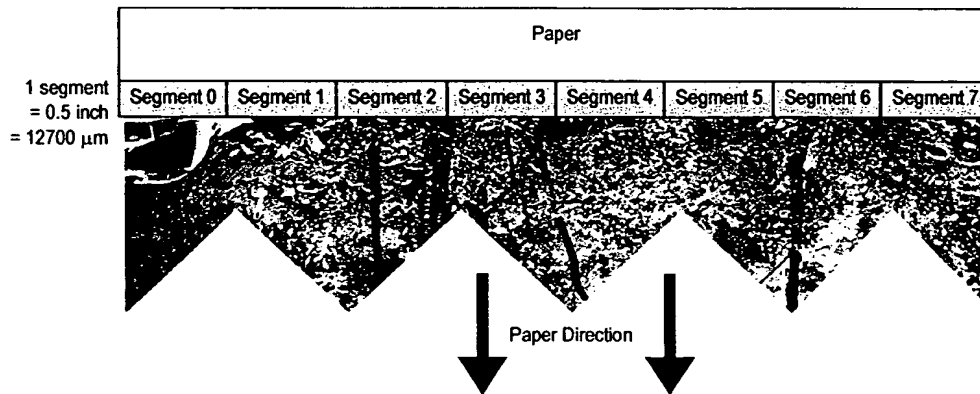 Paper
1 segment
= 0.5 inch
= 12700 μm
Segment 0 Segment 1 Segment 2 Segment 3 Segment 4 Segment 5 Segment 6 Segment 7
Paper Direction